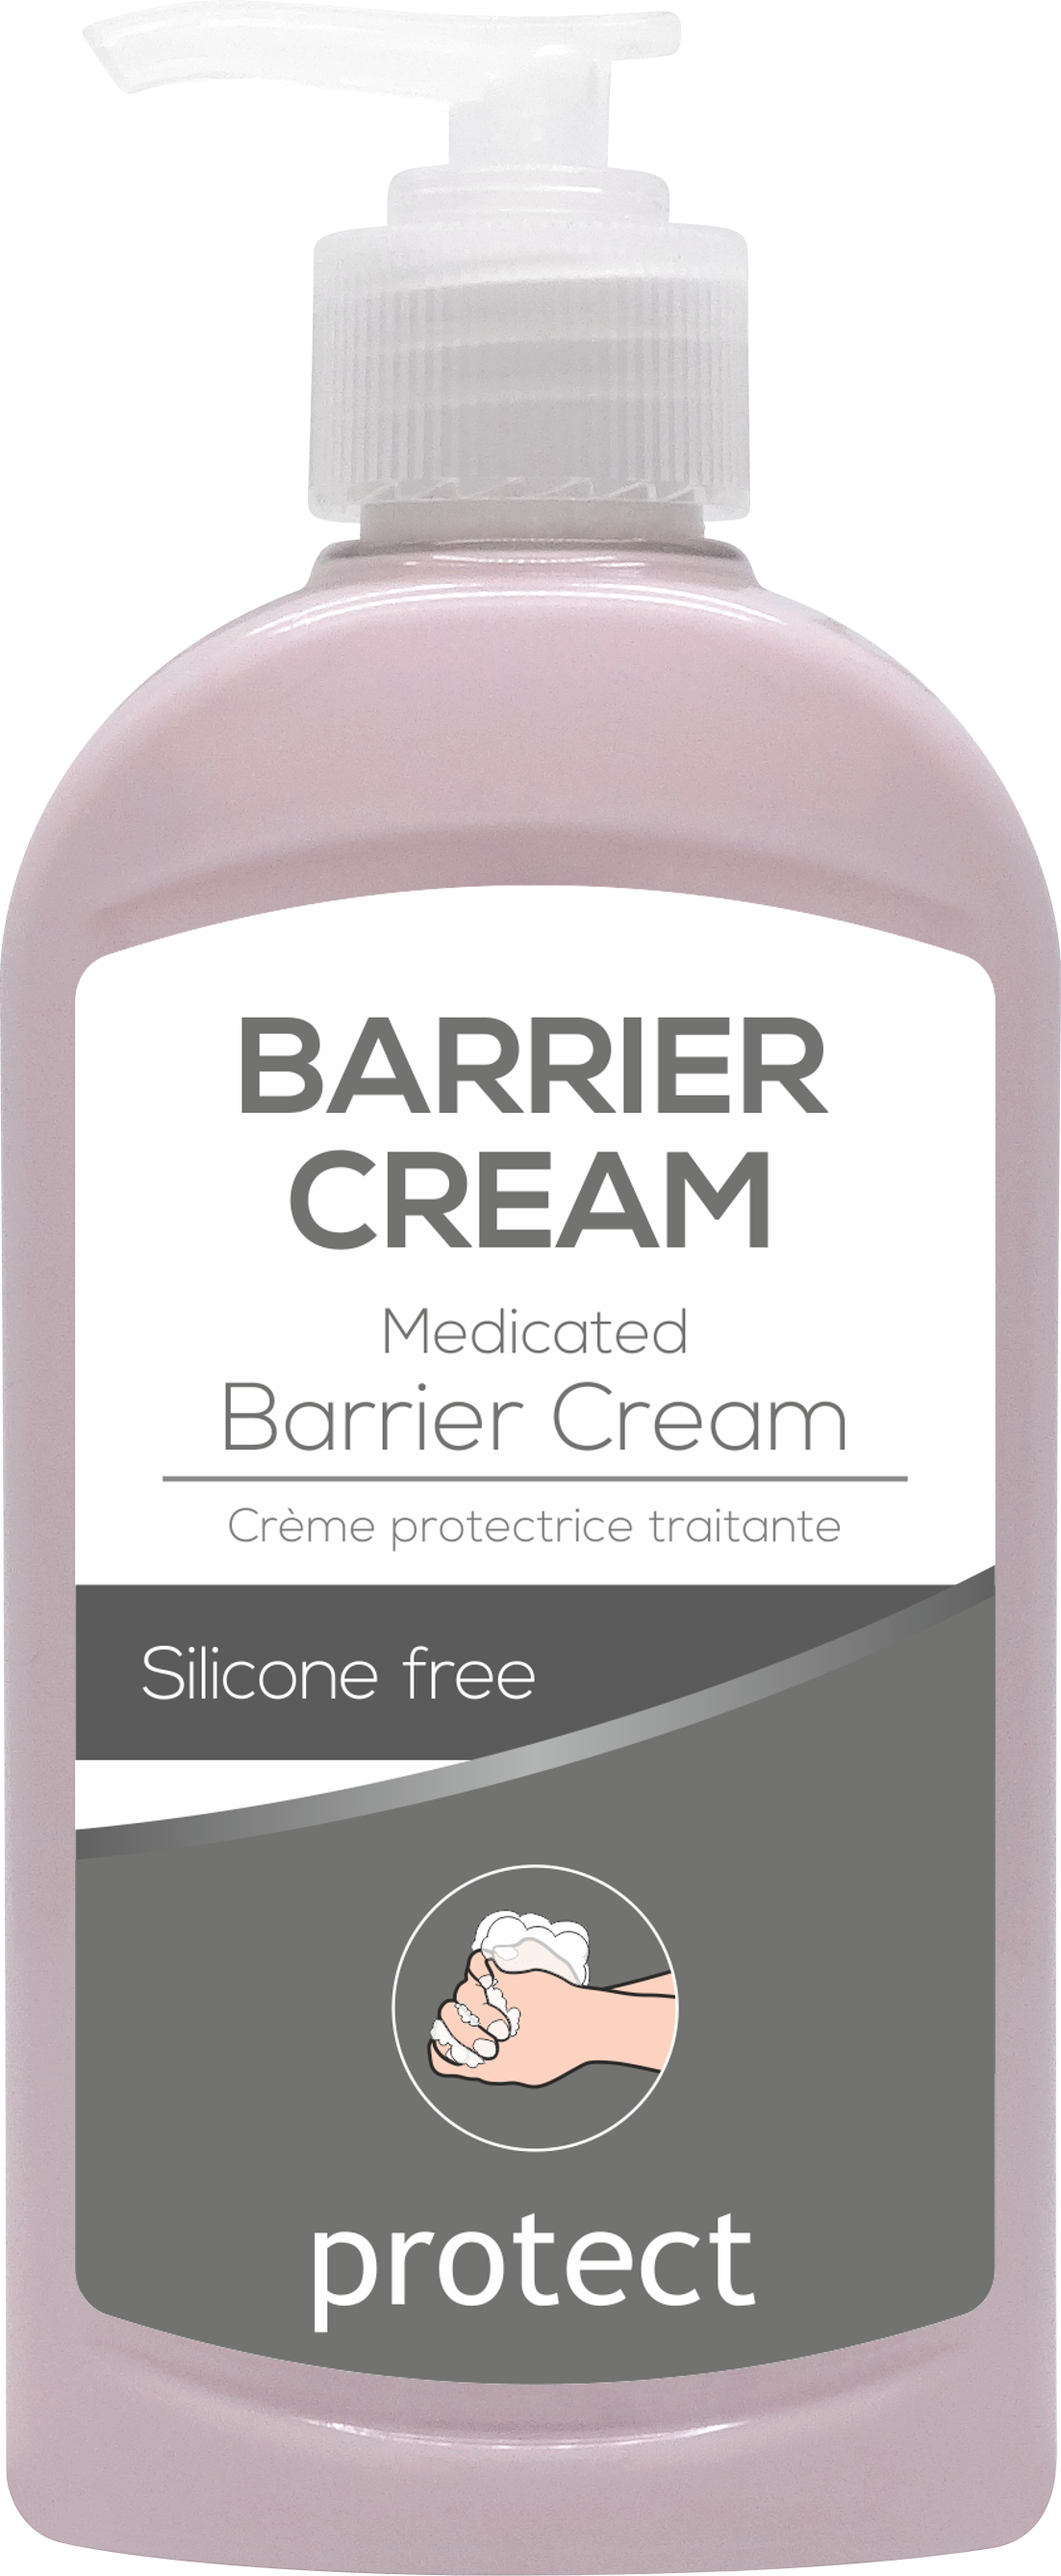 BARRIER
CREAM
Medicated
Barrier Cream
Crème protectrice traitante
Silicone free
protect